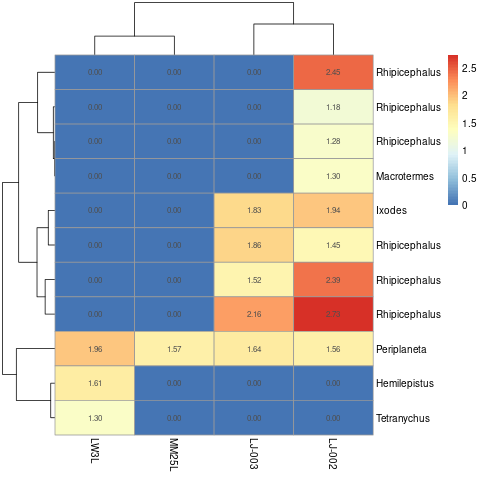 0.00 0.00 0.00 2.45 Rhipicephalus
0.00 0.00 0.00 1.18 Rhipicephalus
0.00 0.00 0.00 1.28 Rhipicephalus
0.00 0.00 0.00 1.30 Macrotermes
0.00 0.00 1.83 1.94 Ixodes
0.00 0.00 1.86 1.45 Rhipicephalus
0.00 0.00 1.52 2.39 Rhipicephalus
0.00 0.00 2.16 2.73 Rhipicephalus
1.96 1.57 1.64 1.56 Periplaneta
1.61 0.00 0.00 0.00 Hemilepistus
1.30 0.00 0.00 0.00 Tetranychus
LW3L MM25L LJ-003 LJ-002
2.5
2
1.5
1
0.5
0